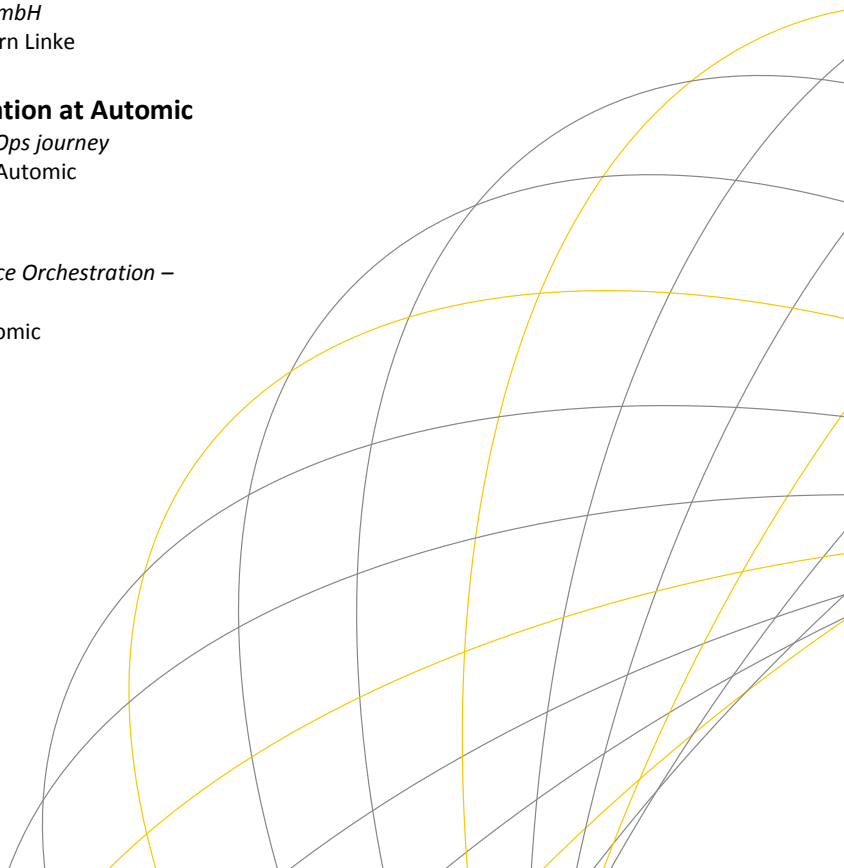 mbH
rn Linke
ation at Automic
Ops journey
Automic
ce Orchestration –
omic